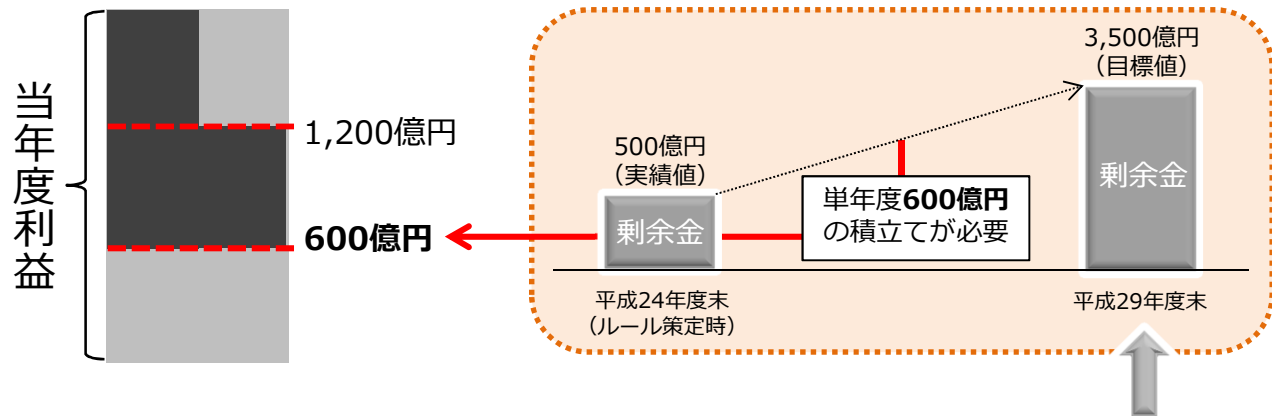 当年度利益
1,200億円
600億円
500億円
（実績値）
剰余金
単年度600億円
の積立てが必要
3,500億円
（目標値）
剰余金
平成24年度末
（ルール策定時）
平成29年度末